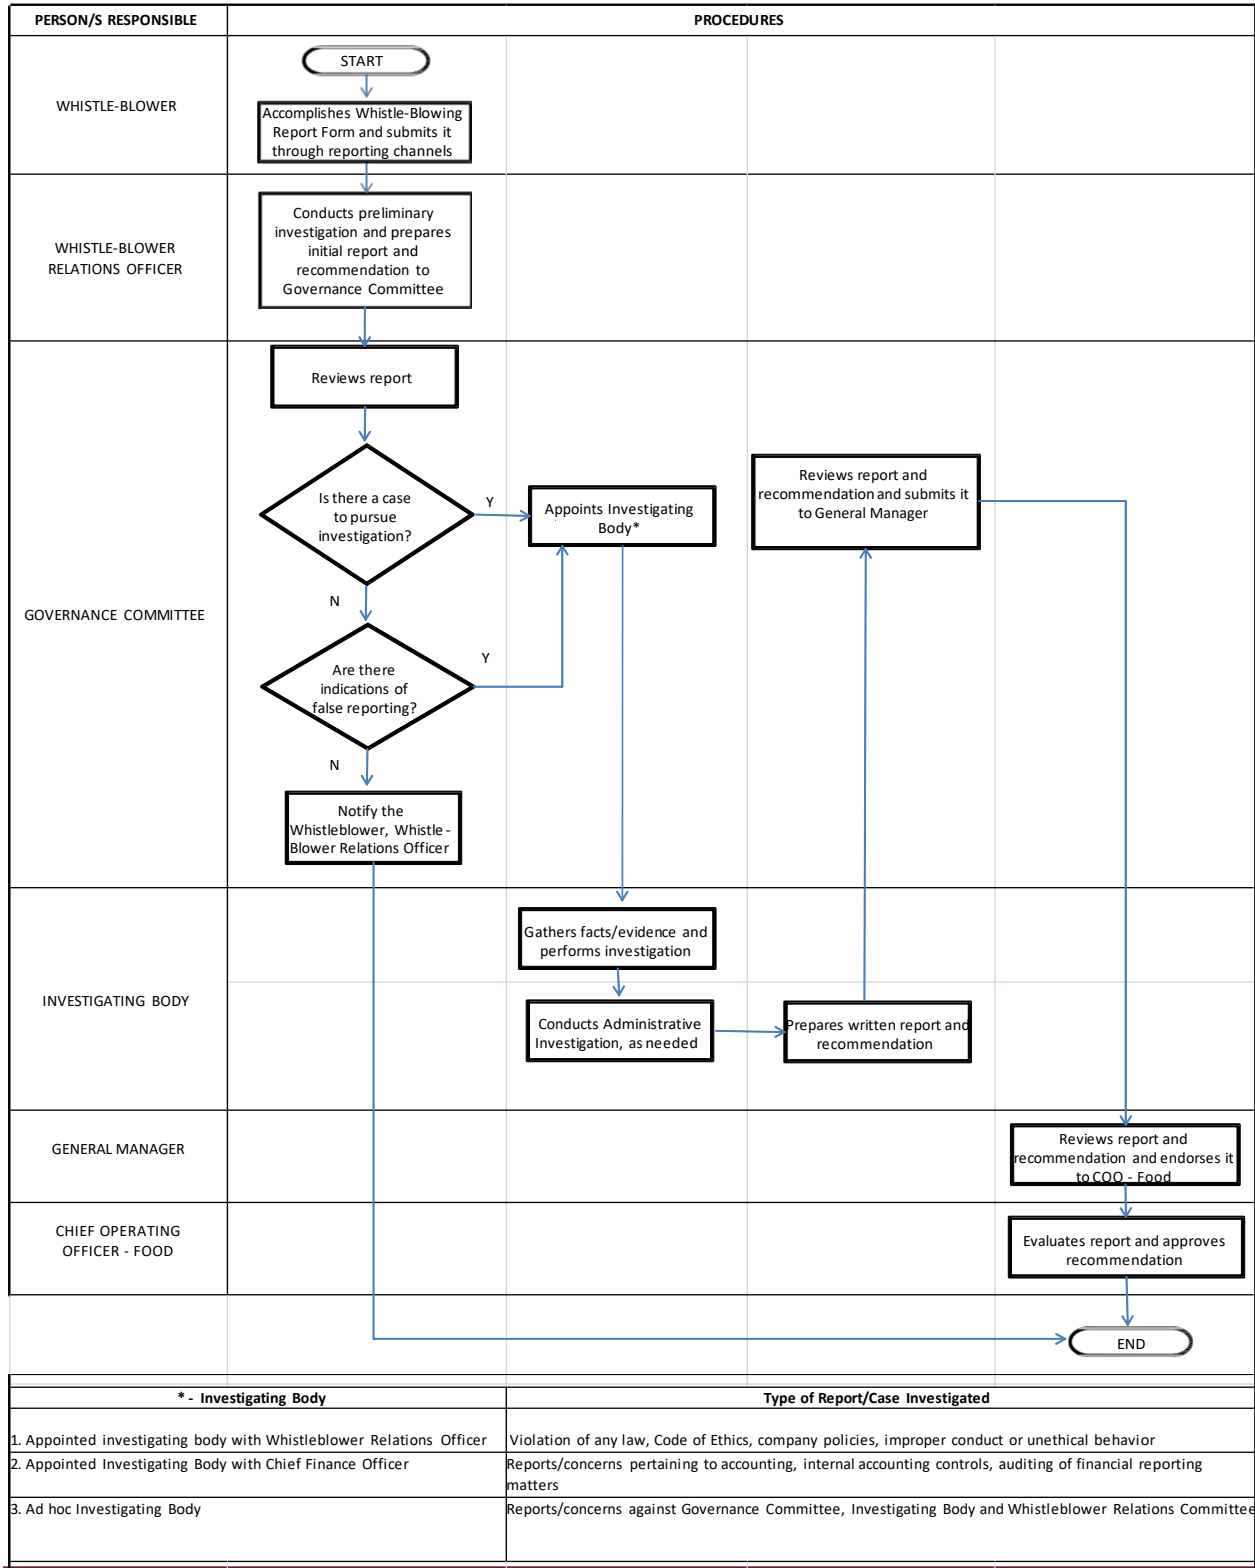 PERSON/S RESPONSIBLE
PROCEDURES
START
WHISTLE-BLOWER
Accomplishes Whistle-Blowing
Report Form and submits it
through reporting channels
WHISTLE-BLOWER
RELATIONS OFFICER
Conducts preliminary
investigation and prepares
initial report and
recommendation to
Governance Committee
GOVERNANCE COMMITTEE
Reviews report
Is there a case
to pursue
investigation?
Y
Appoints Investigating
Body*
Reviews report and
recommendation and submits it
to General Manager
N
Are there
indications of
false reporting?
Y
N
Notify the
Whistleblower, Whistle-
Blower Relations Officer
INVESTIGATING BODY
Gathers facts/evidence and
performs investigation
Conducts Administrative
Investigation, as needed
Prepares written report and
recommendation
GENERAL MANAGER
Reviews report and
recommendation and endorses it
to COO - Food
CHIEF OPERATING
OFFICER - FOOD
Evaluates report and approves
recommendation
END
* - Investigating Body
Type of Report/Case Investigated
1. Appointed investigating body with Whistleblower Relations Officer
Violation of any law, Code of Ethics, company policies, improper conduct or unethical behavior
2. Appointed Investigating Body with Chief Finance Officer
Reports/concerns pertaining to accounting, internal accounting controls, auditing of financial reporting
matters
3. Ad hoc Investigating Body
Reports/concerns against Governance Committee, Investigating Body and Whistleblower Relations Committee